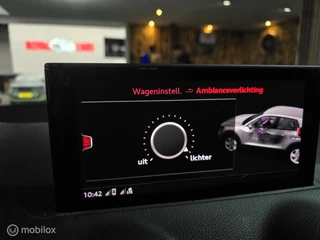 Wageninstell. Ambianceverlichting
uit lichter
10:42
mobilox